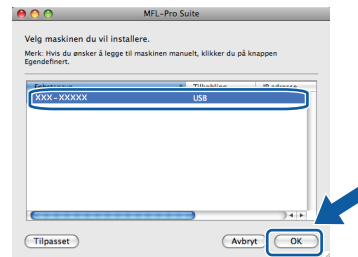 MFL-Pro Suite
Velg maskinen du vil installere.
Merk: Hvis du ønsker å legge til maskinen manuelt, klikker du på knappen
Egendefinert.
XXX-XXXXX USB
Tilpasset Avbryt OK